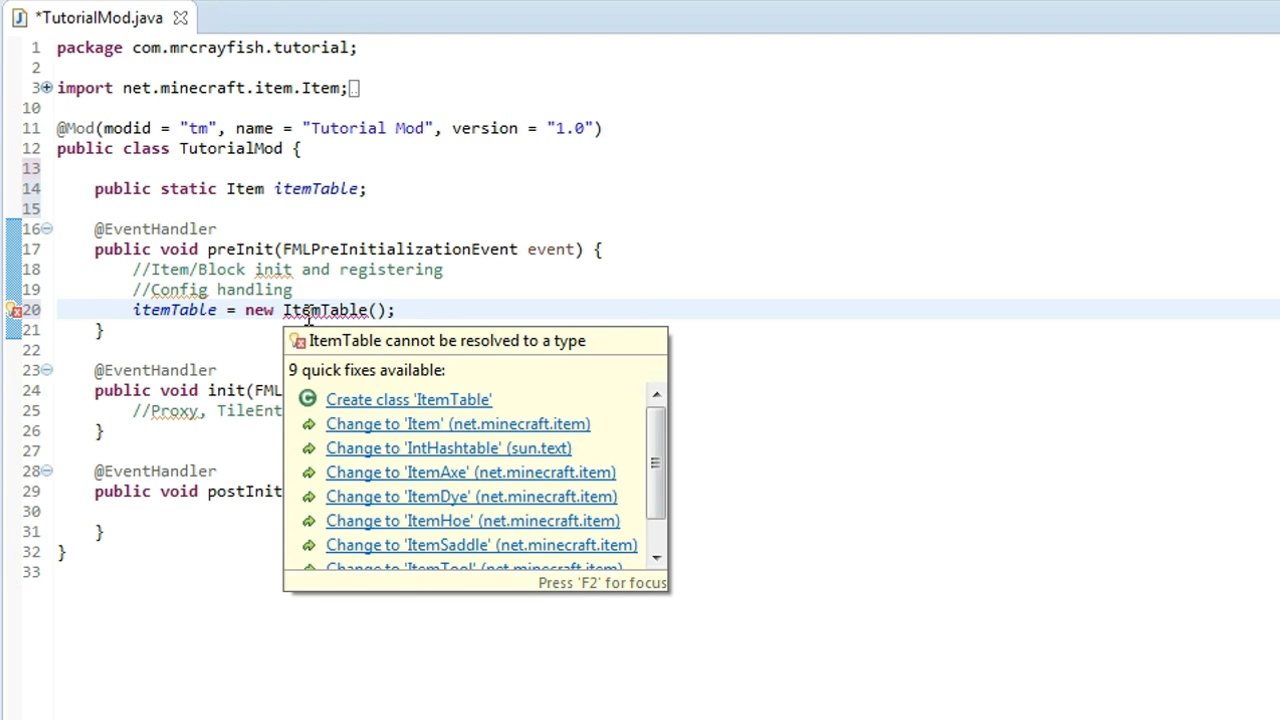 *TutorialMod.java
1 package com.mrcrayfish.tutorial;
2
3 import net.minecraft.item.Item;
10
11 @Mod(modid = "tm", name = "Tutorial Mod", version = "1.0")
12 public class TutorialMod {
13
14 public static Item itemTable;
15
16 @EventHandler
17 public void preInit(FMLPreInitializationEvent event) {
18 //Item/Block init and registering
19 //Config handling
20 itemTable = new ItemTable();
21 }
22
23 @EventHandler
24 public void init(FML
25 //Proxy, TileEnt
26 }
27
28 @EventHandler
29 public void postInit
30
31 }
32 }
33
ItemTable cannot be resolved to a type
9 quick fixes available:
Create class 'ItemTable'
Change to 'Item' (net.minecraft.item)
Change to 'IntHashtable' (sun.text)
Change to 'ItemAxe' (net.minecraft.item)
Change to 'ItemDye' (net.minecraft.item)
Change to 'ItemHoe' (net.minecraft.item)
Change to 'ItemSaddle' (net.minecraft.item)
Change to 'ItemTool' (net.minecraft.item)
Press 'F2' for focus